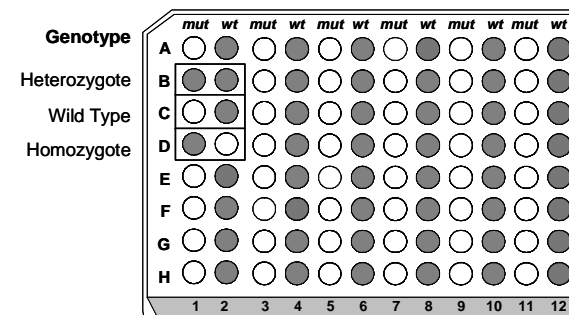 mut wt mut wt mut wt mut wt mut wt mut wt
Genotype
A
Heterozygote B
Wild Type C
Homozygote D
E
F
G
H
1 2 3 4 5 6 7 8 9 10 11 12